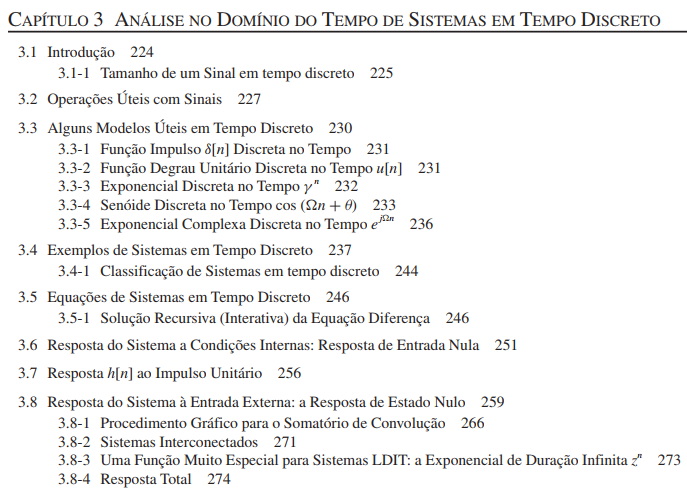 CAPÍTULO 3 ANÁLISE NO DOMÍNIO DO TEMPO DE SISTEMAS EM TEMPO DISCRETO
3.1 Introdução 224
3.1-1 Tamanho de um Sinal em tempo discreto 225
3.2 Operações Úteis com Sinais 227
3.3 Alguns Modelos Úteis em Tempo Discreto 230
3.3-1 Função Impulso δ[n] Discreta no Tempo 231
3.3-2 Função Degrau Unitário Discreta no Tempo u[n] 231
3.3-3 Exponencial Discreta no Tempo γⁿ 232
3.3-4 Senóide Discreta no Tempo cos (Ωn + θ) 233
3.3-5 Exponencial Complexa Discreta no Tempo e^{jΩn} 236
3.4 Exemplos de Sistemas em Tempo Discreto 237
3.4-1 Classificação de Sistemas em tempo discreto 244
3.5 Equações de Sistemas em Tempo Discreto 246
3.5-1 Solução Recursiva (Interativa) da Equação Diferença 246
3.6 Resposta do Sistema a Condições Internas: Resposta de Entrada Nula 251
3.7 Resposta h[n] ao Impulso Unitário 256
3.8 Resposta do Sistema à Entrada Externa: a Resposta de Estado Nulo 259
3.8-1 Procedimento Gráfico para o Somatório de Convolução 266
3.8-2 Sistemas Interconectados 271
3.8-3 Uma Função Muito Especial para Sistemas LDIT: a Exponencial de Duração Infinita zⁿ 273
3.8-4 Resposta Total 274